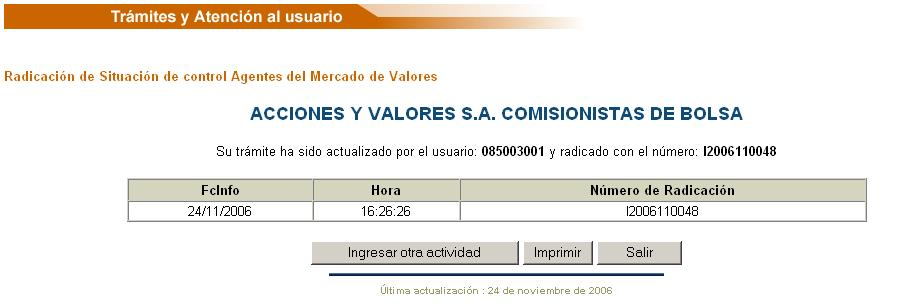 Trámites y Atención al usuario
Radicación de Situación de control Agentes del Mercado de Valores
ACCIONES Y VALORES S.A. COMISIONISTAS DE BOLSA
Su trámite ha sido actualizado por el usuario: 085003001 y radicado con el número: I2006110048
FcInfo Hora Número de Radicación
24/11/2006 16:26:26 I2006110048
Ingresar otra actividad Imprimir Salir
Última actualización : 24 de noviembre de 2006